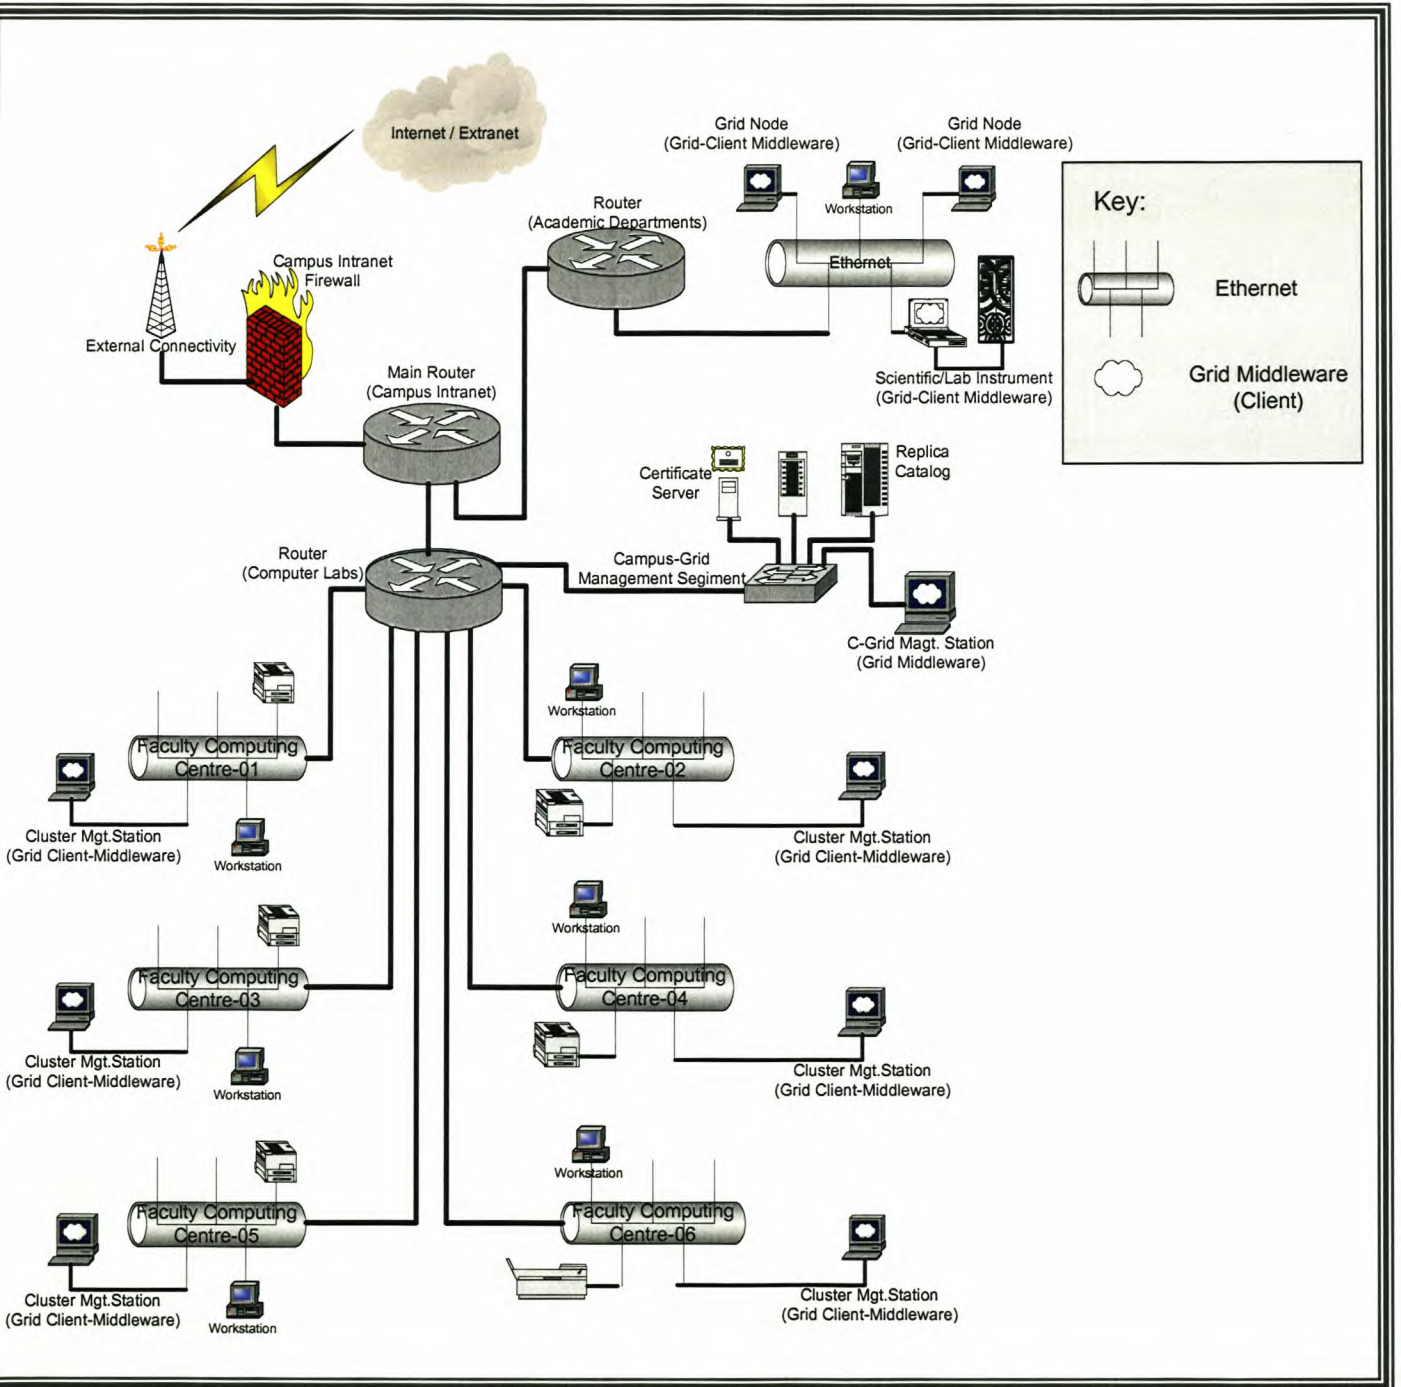 Internet / Extranet
Grid Node
(Grid-Client Middleware)
Grid Node
(Grid-Client Middleware)
Workstation
Router
(Academic Departments)
Ethernet
Key:
Ethernet
Grid Middleware
(Client)
Campus Intranet
Firewall
External Connectivity
Main Router
(Campus Intranet)
Scientific/Lab Instrument
(Grid-Client Middleware)
Certificate
Server
Replica
Catalog
Router
(Computer Labs)
Campus-Grid
Management Segiment
C-Grid Magt. Station
(Grid Middleware)
Faculty Computing
Centre-01
Cluster Mgt.Station
(Grid Client-Middleware)
Workstation
Workstation
Faculty Computing
Centre-02
Cluster Mgt.Station
(Grid Client-Middleware)
Faculty Computing
Centre-03
Cluster Mgt.Station
(Grid Client-Middleware)
Workstation
Workstation
Faculty Computing
Centre-04
Cluster Mgt.Station
(Grid Client-Middleware)
Faculty Computing
Centre-05
Cluster Mgt.Station
(Grid Client-Middleware)
Workstation
Workstation
Faculty Computing
Centre-06
Cluster Mgt.Station
(Grid Client-Middleware)